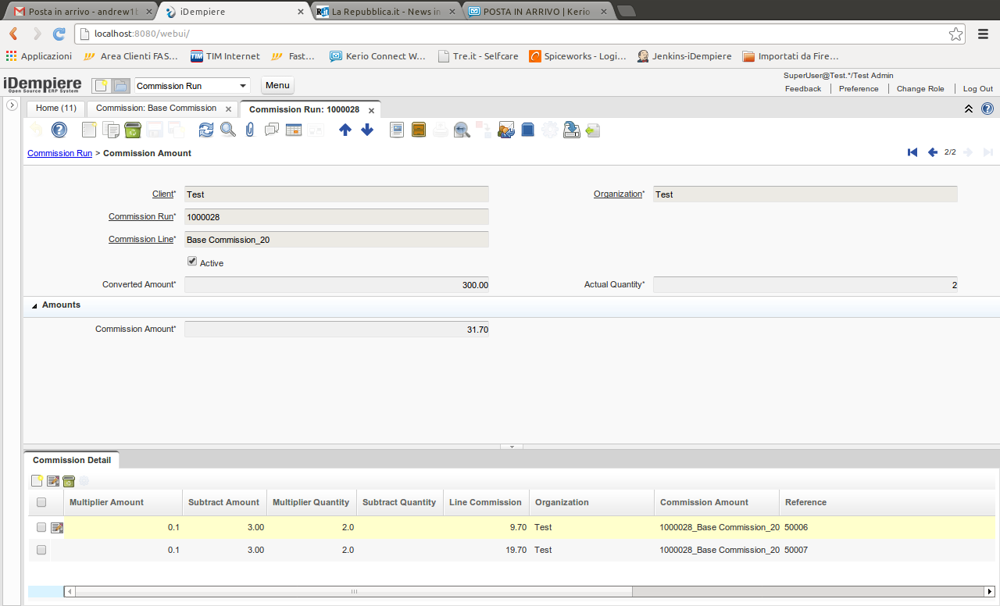 Posta in arrivo - andrew1b
iDempiere
La Repubblica.it - News in
POSTA IN ARRIVO | Kerio
localhost:8080/webui/
Applicazioni
Area Clienti FAS...
TIM Internet
Fast...
Kerio Connect W...
Tre.it - Selfcare
Spiceworks - Logi...
Jenkins-iDempiere
Importati da Fire...
iDempiere
Open Source ERP System
Commission Run
Menu
SuperUser@Test.*/Test Admin
Feedback
Preference
Change Role
Log Out
Home (11)
Commission: Base Commission
Commission Run: 1000028
Commission Run > Commission Amount
2/2
Client* Test
Organization* Test
Commission Run* 1000028
Commission Line* Base Commission_20
Active
Converted Amount* 300.00
Actual Quantity* 2
Amounts
Commission Amount* 31.70
Commission Detail
Multiplier Amount Subtract Amount Multiplier Quantity Subtract Quantity Line Commission Organization Commission Amount Reference
0.1 3.00 2.0 9.70 Test 1000028_Base Commission_20 50006
0.1 3.00 2.0 19.70 Test 1000028_Base Commission_20 50007